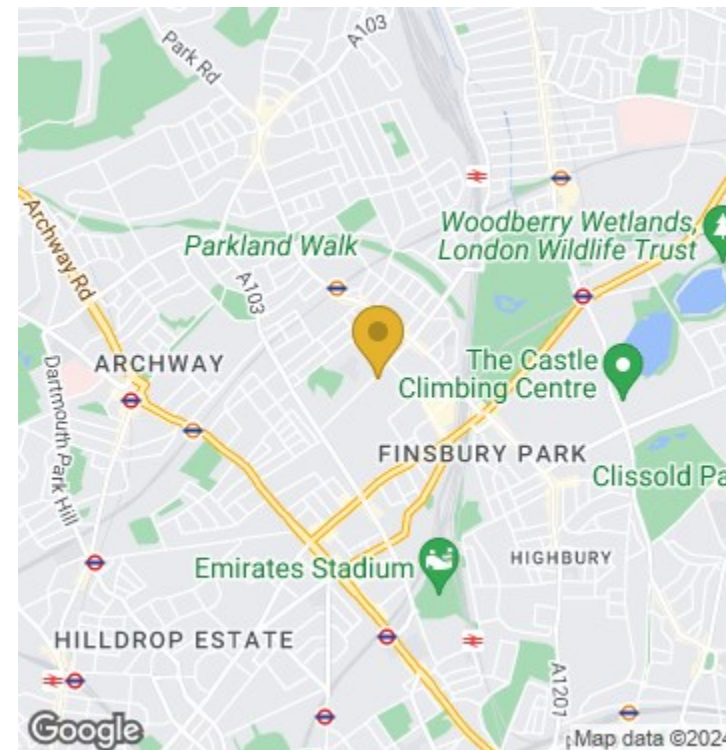 A103
Park Rd
Archway Rd
Woodberry Wetlands,
London Wildlife Trust
Parkland Walk
A103
ARCHWAY
The Castle
Climbing Centre
Dartmouth Park Hill
FINSBURY PARK
Clissold Pa
Emirates Stadium
HIGHBURY
HILLDROP ESTATE
A1201
Google
Map data ©2024